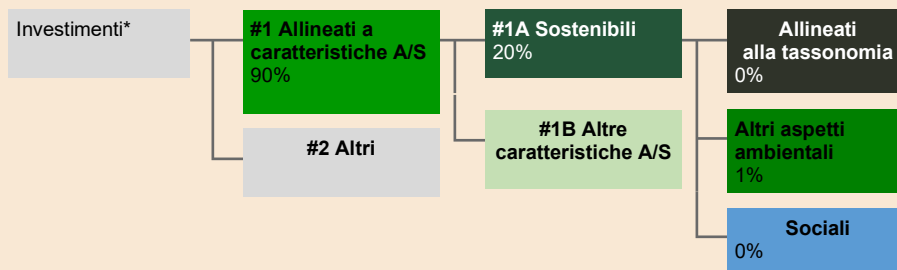 Investimenti*
#1 Allineati a
caratteristiche A/S
90%
#2 Altri
#1A Sostenibili
20%
#1B Altre
caratteristiche A/S
Allineati
alla tassonomia
0%
Altri aspetti
ambientali
1%
Sociali
0%